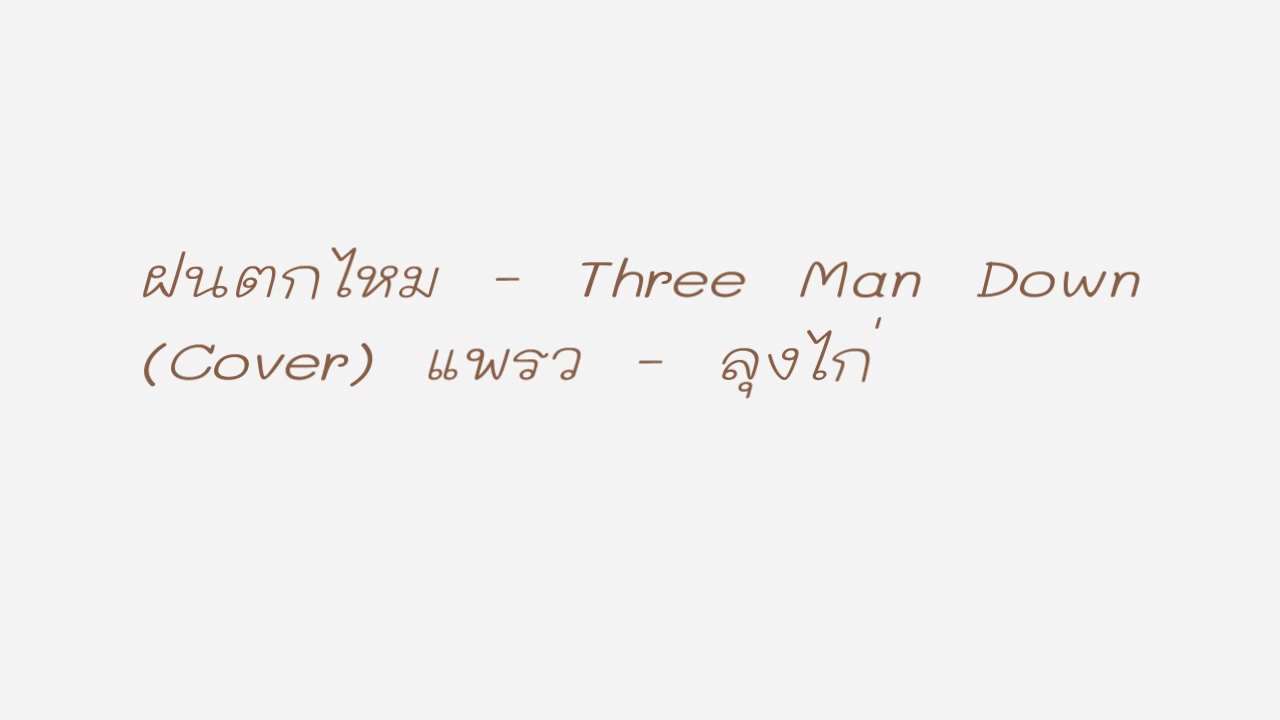 ฝนตกไหม - Three Man Down
(Cover) แพรว - ลุงไก่